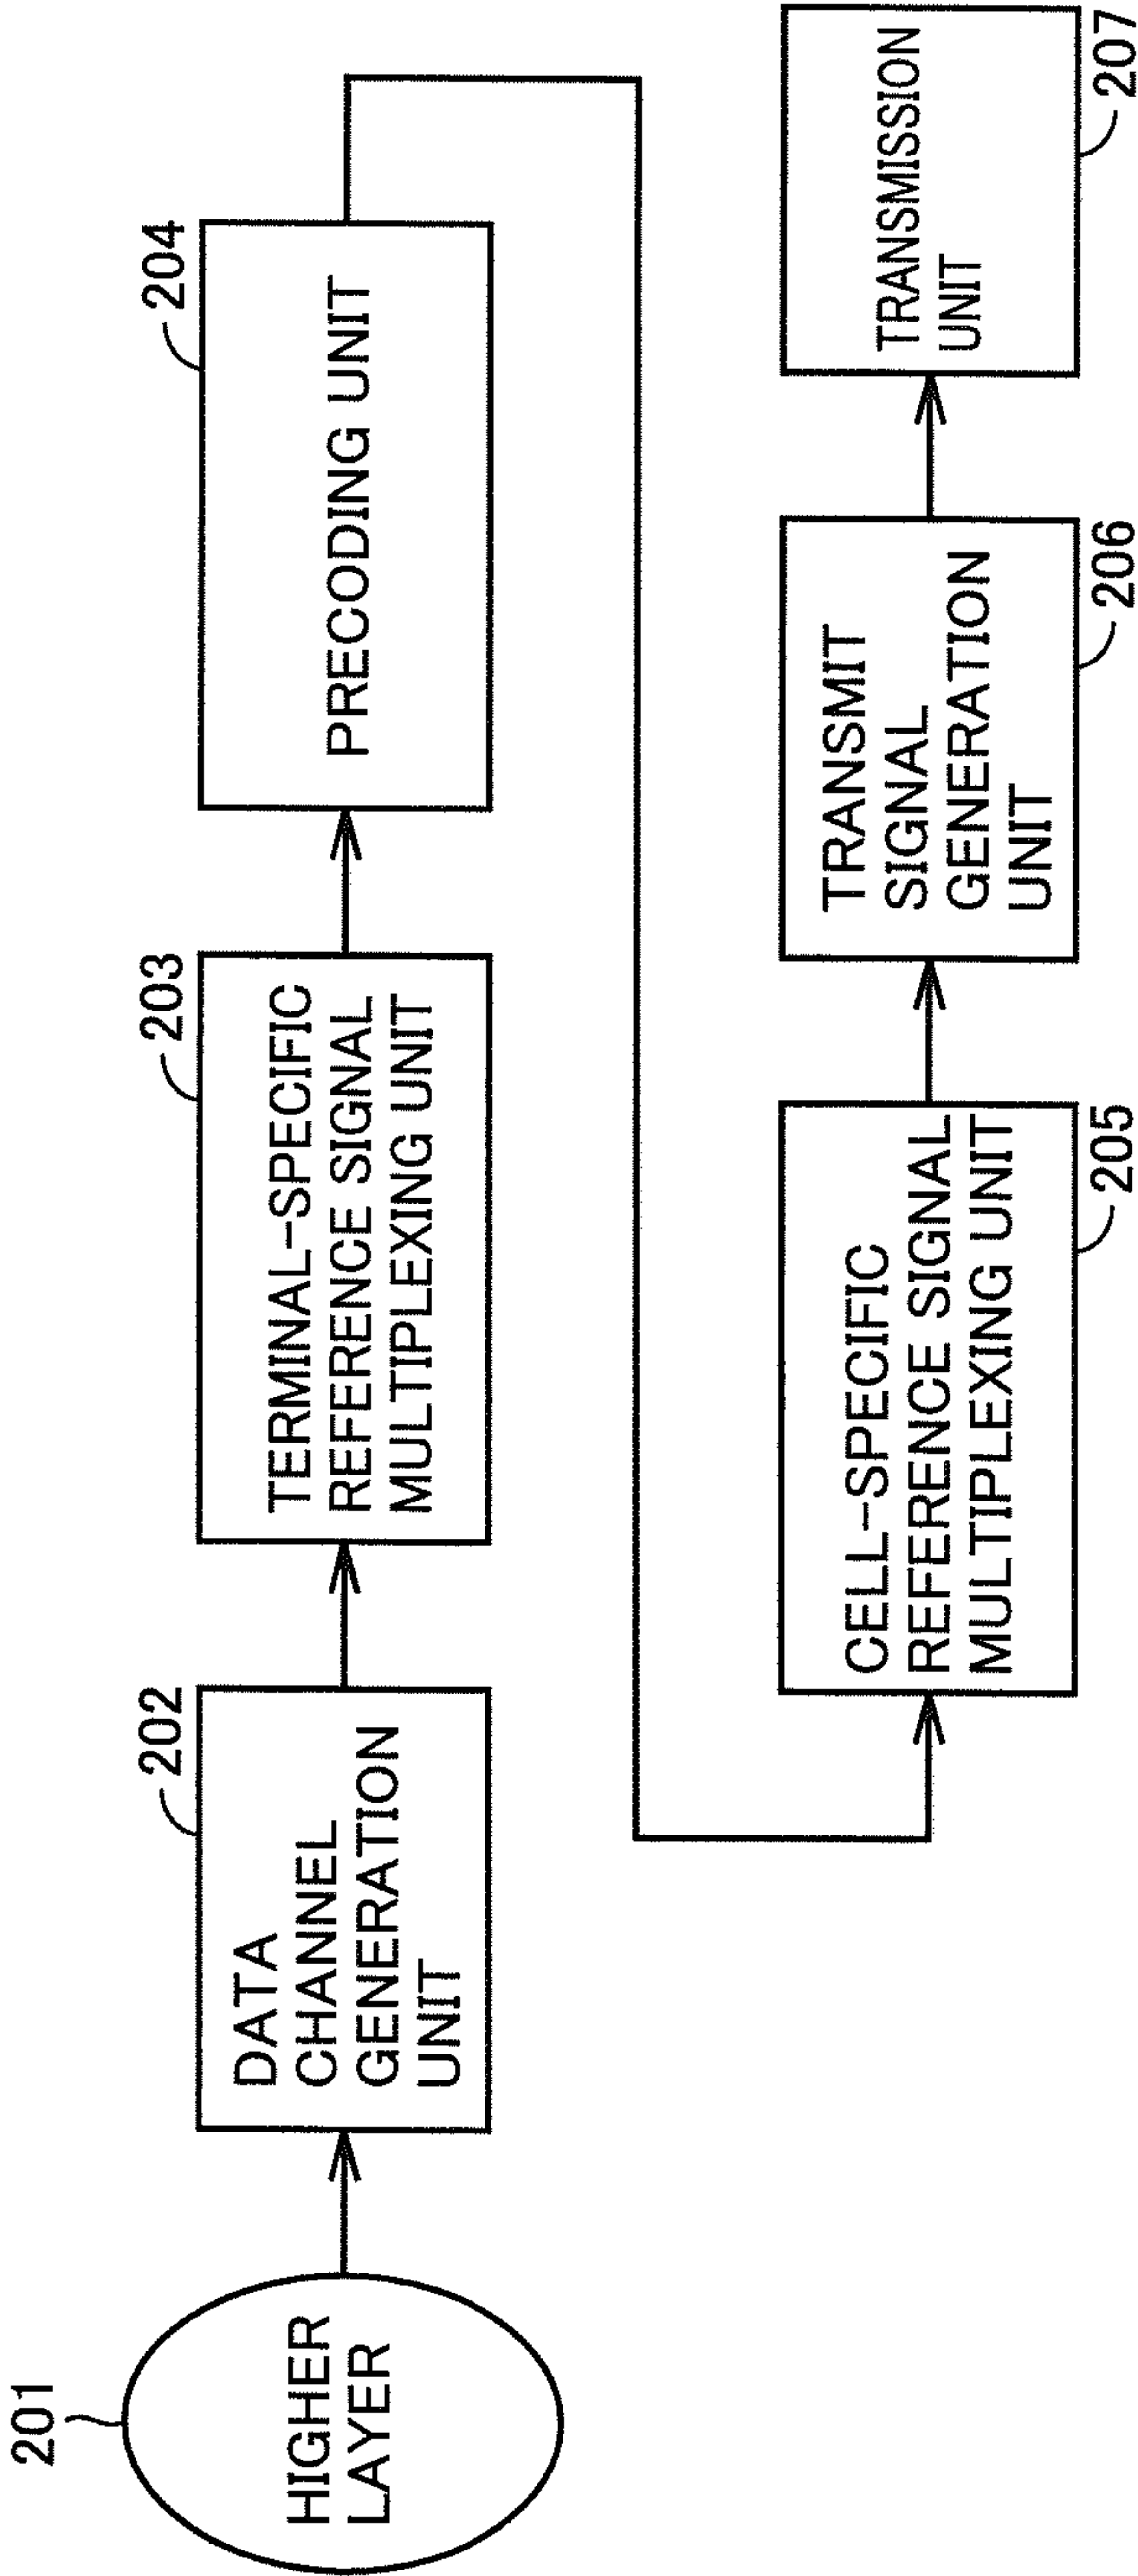 201
HIGHER
LAYER
202
DATA
CHANNEL
GENERATION
UNIT
203
TERMINAL-SPECIFIC
REFERENCE SIGNAL
MULTIPLEXING UNIT
204
PRECODING UNIT
CELL-SPECIFIC
REFERENCE SIGNAL
MULTIPLEXING UNIT
205
TRANSMIT
SIGNAL
GENERATION
UNIT
206
TRANSMISSION
UNIT
207